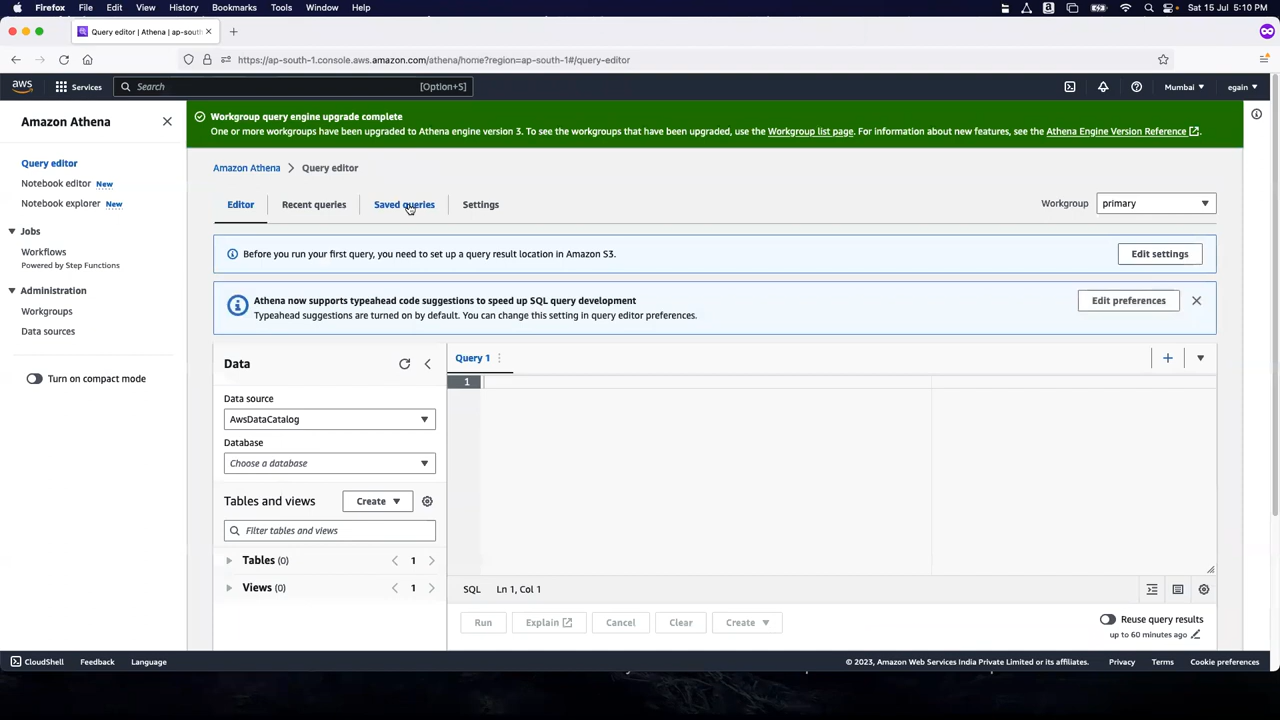 Firefox File Edit View History Bookmarks Tools Window Help Sat 15 Jul 5:10 PM
Query editor | Athena | ap-sout
https://ap-south-1.console.aws.amazon.com/athena/home?region=ap-south-1#/query-editor
aws Services Search [Option+S] Mumbai egain
Amazon Athena
Query editor
Notebook editor New
Notebook explorer New
Jobs
Workflows
Powered by Step Functions
Administration
Workgroups
Data sources
Turn on compact mode
Workgroup query engine upgrade complete
One or more workgroups have been upgraded to Athena engine version 3. To see the workgroups that have been upgraded, use the Workgroup list page. For information about new features, see the Athena Engine Version Reference.
Amazon Athena Query editor
Editor Recent queries Saved queries Settings Workgroup primary
Before you run your first query, you need to set up a query result location in Amazon S3. Edit settings
Athena now supports typeahead code suggestions to speed up SQL query development
Typeahead suggestions are turned on by default. You can change this setting in query editor preferences.
Edit preferences
Data
Data source
AwsDataCatalog
Database
Choose a database
Tables and views Create
Filter tables and views
Tables (0) 1
Views (0) 1
Query 1
1
SQL Ln 1, Col 1
Run Explain Cancel Clear Create
Reuse query results
up to 60 minutes ago
CloudShell Feedback Language © 2023, Amazon Web Services India Private Limited or its affiliates. Privacy Terms Cookie preferences